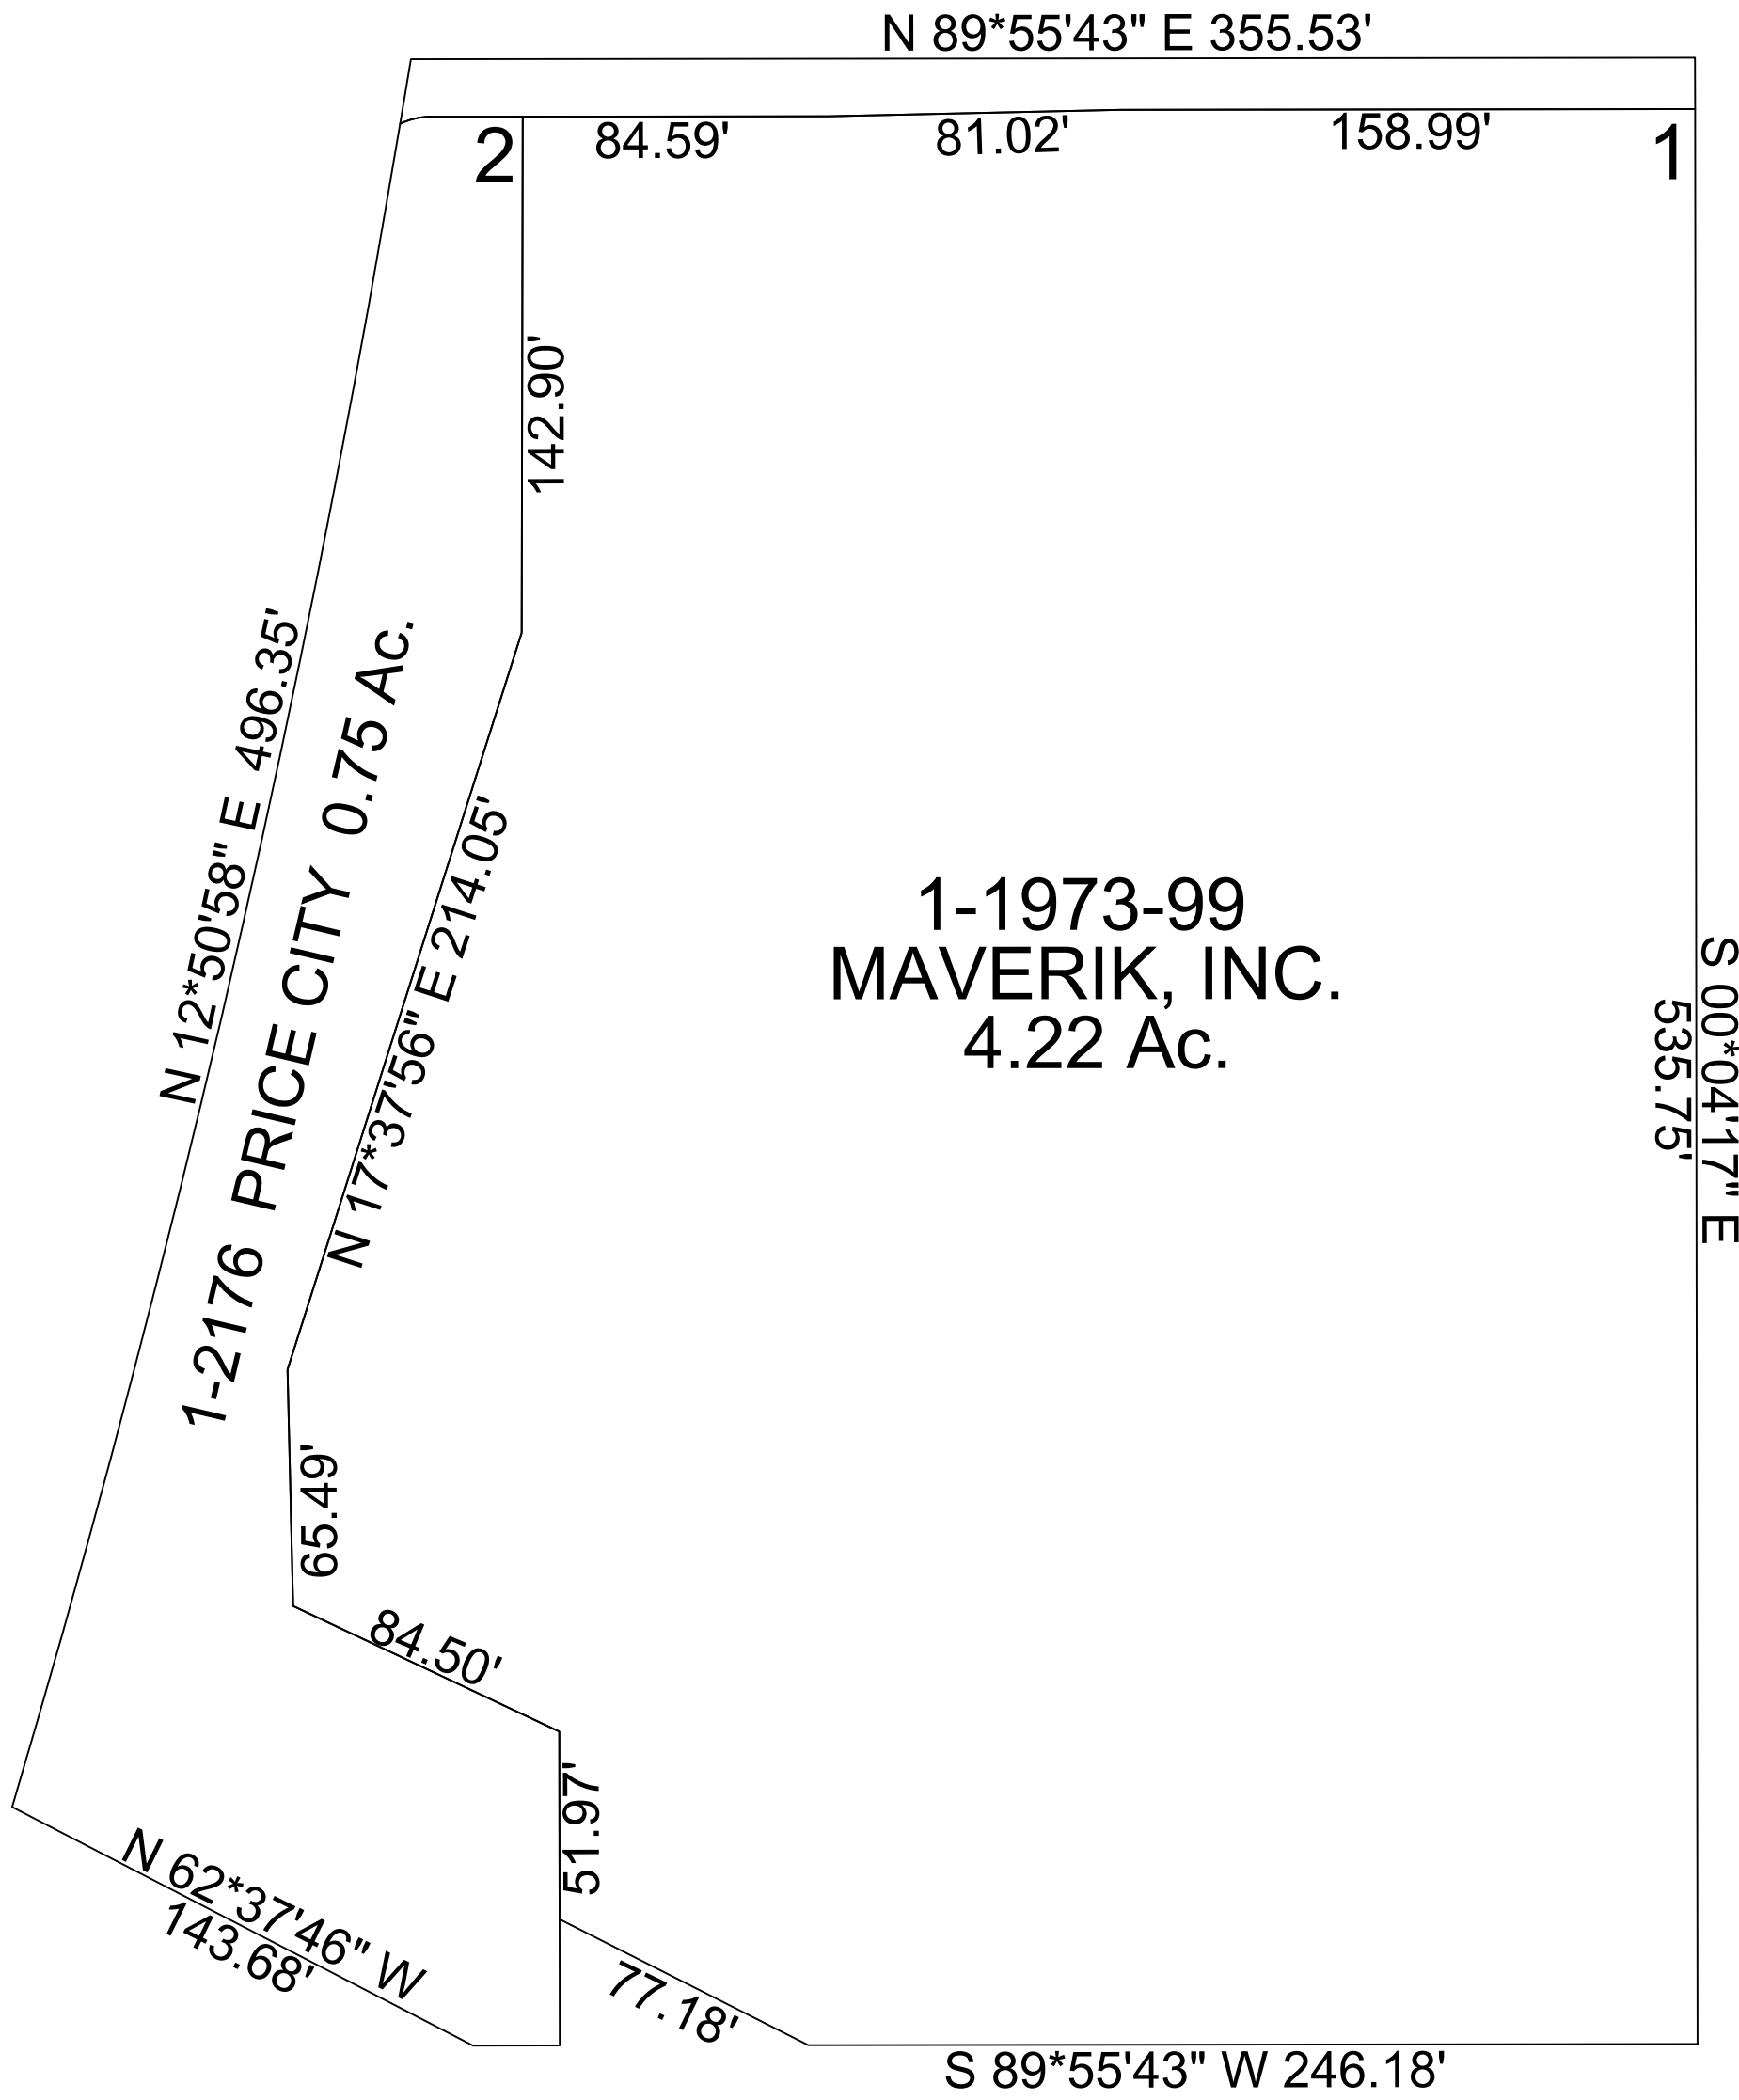 N 89*55'43" E 355.53'
2
84.59'
81.02'
158.99'
1
142.90'
N 12*50'58" E 496.35'
1-2176 PRICE CITY 0.75 Ac.
N 17*37'56" E 214.05'
1-1973-99
MAVERIK, INC.
4.22 Ac.
S 00*04'17" E
535.75'
65.49'
84.50'
51.97'
N 62*37'46" W
143.68'
77.18'
S 89*55'43" W 246.18'